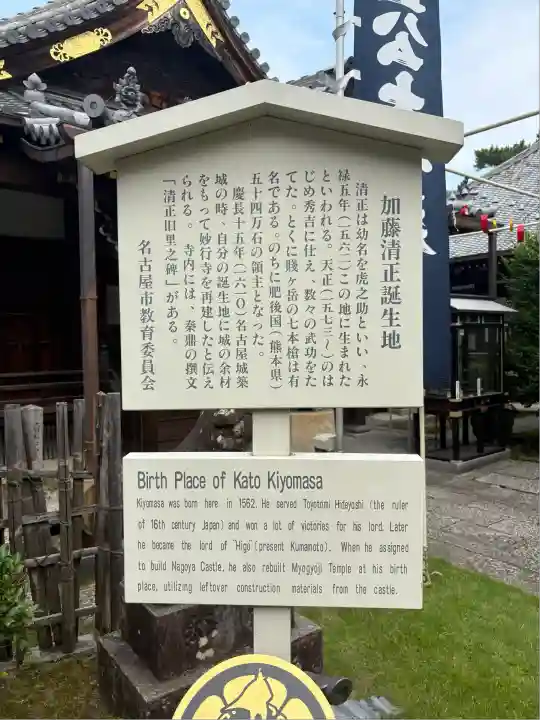 加藤清正誕生地
清正は幼名を虎之助といい、永
禄五年(一五六二)この地に生まれた
といわれる。天正(一五七三〜)のは
じめ秀吉に仕え、数々の武功をた
てた。とくに賤ヶ岳の七本槍は有
名である。のちに肥後国(熊本県)
五十四万石の領主となった。
慶長十五年(一六一〇)名古屋城築
城の時、自分の誕生地に城の余材
をもって妙行寺を再建したと伝え
られる。 寺内には、秦鼎の撰文
「清正旧里之碑」がある。
名古屋市教育委員会
Birth Place of Kato Kiyomasa
Kiyomasa was born here in 1562. He served Toyotomi Hideyoshi (the ruler
of 16th century Japan) and won a lot of victories for his lord. Later
he became the lord of "Higo"(present Kumamoto). When he assigned
to build Nagoya Castle, he also rebuilt Myogyoji Temple at his birth
place, utilizing leftover construction materials from the castle.